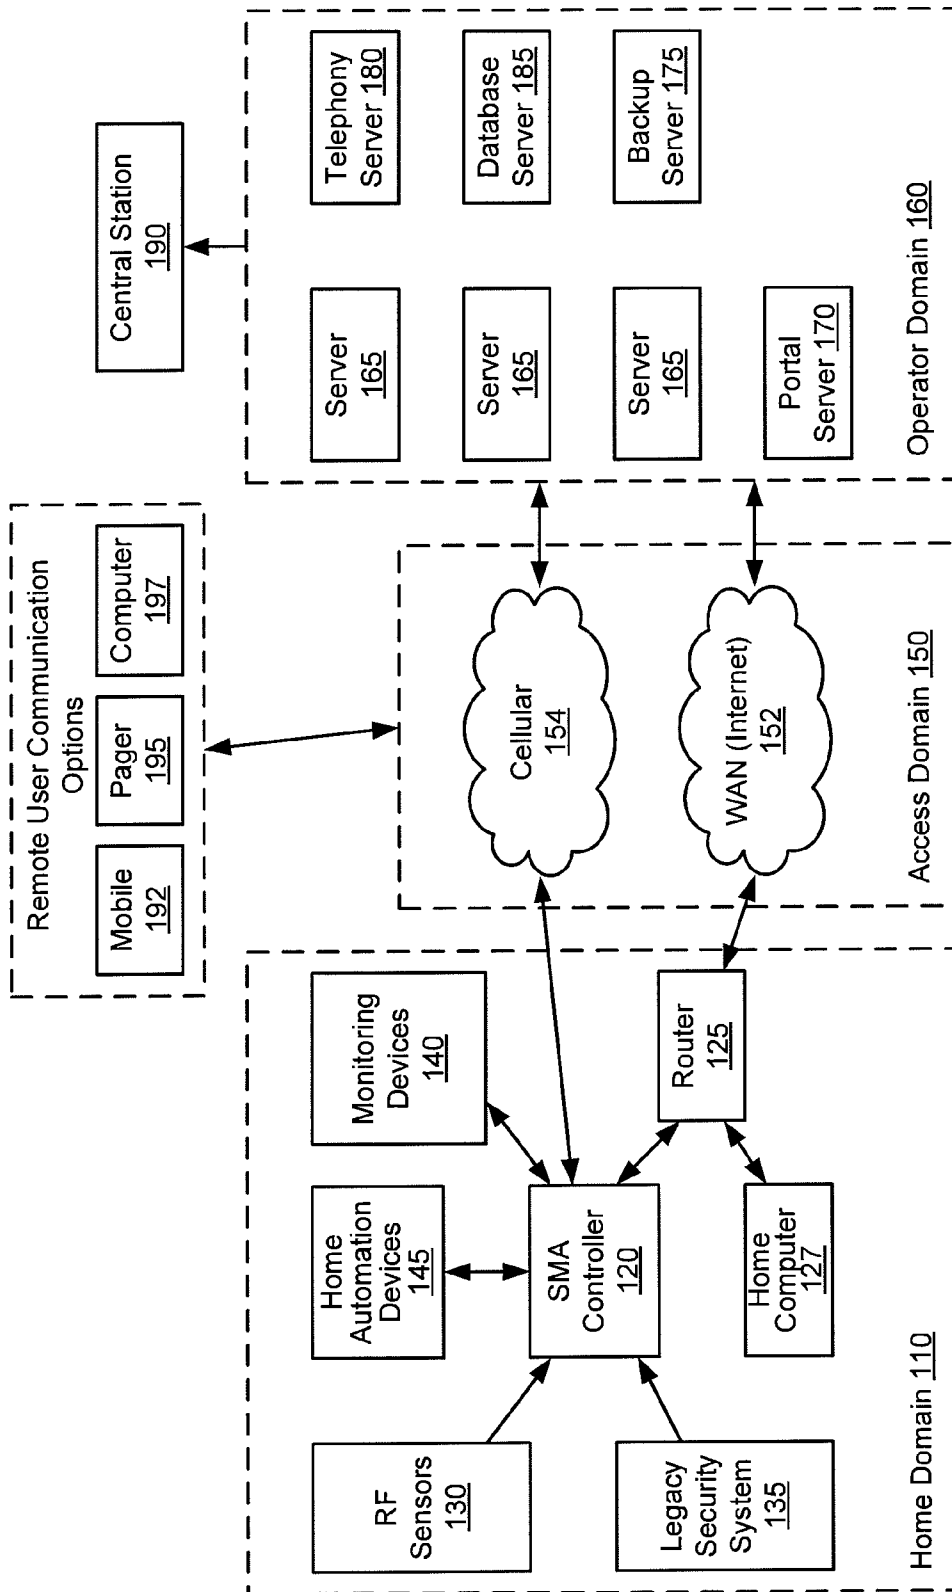 Remote User Communication
Options
Mobile
192
Pager
195
Computer
197
Central Station
190
RF
Sensors
130
Home
Automation
Devices
145
Monitoring
Devices
140
Legacy
Security
System
135
SMA
Controller
120
Home
Computer
127
Router
125
Home Domain 110
Cellular
154
WAN (Internet)
152
Access Domain 150
Server
165
Server
165
Server
165
Portal
Server 170
Telephony
Server 180
Database
Server 185
Backup
Server 175
Operator Domain 160